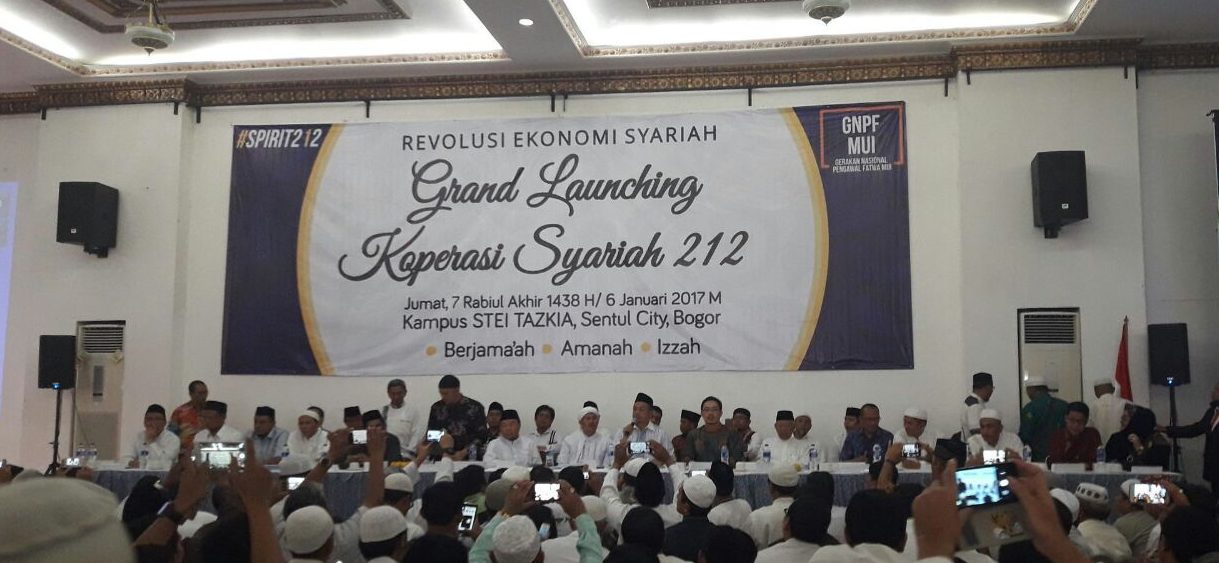 #SPIRIT212
REVOLUSI EKONOMI SYARIAH
Grand Launching
Koperasi Syariah 212
Jumat, 7 Rabiul Akhir 1438 H/ 6 Januari 2017 M
Kampus STEI TAZKIA, Sentul City, Bogor
• Berjama'ah • Amanah • Izzah
GNPF
MUI
GERAKAN NASIONAL
PENGAWAL FATWA MUI